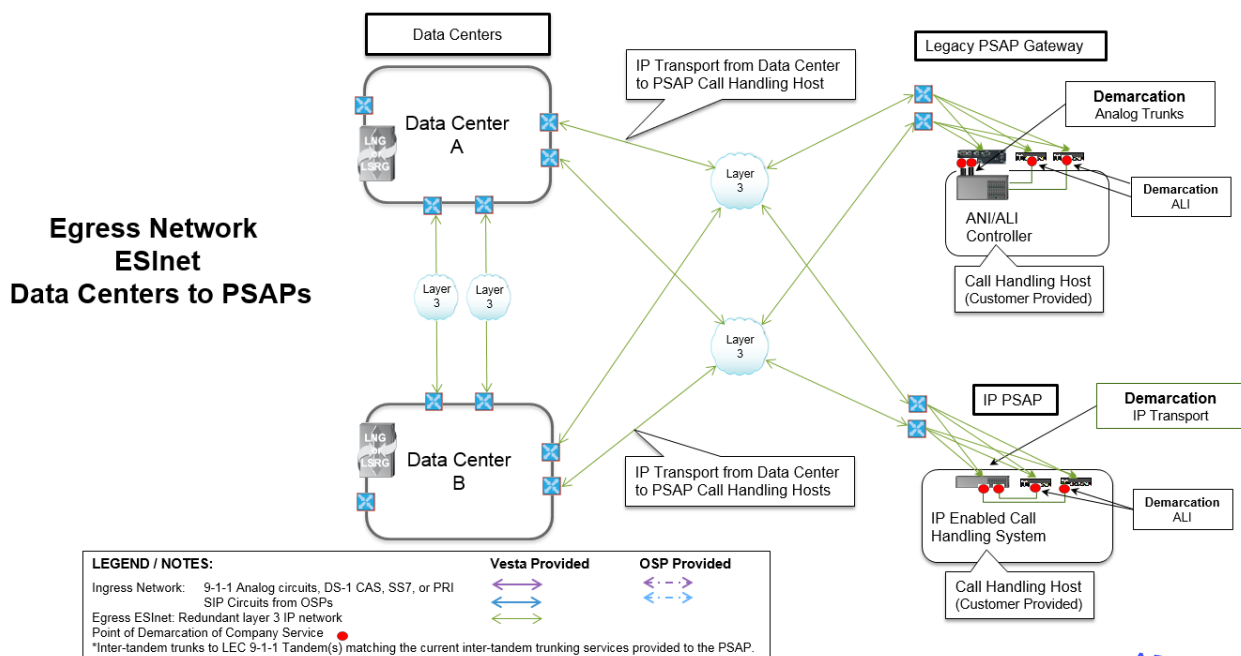 Egress Network
ESInet
Data Centers to PSAPs
Data Centers
Data Center
A
LNG
or
LSRG
IP Transport from Data Center
to PSAP Call Handling Host
Layer
3
Layer
3
Layer
3
Layer
3
Data Center
B
LNG
or
LSRG
IP Transport from Data Center
to PSAP Call Handling Hosts
Legacy PSAP Gateway
Demarcation
Analog Trunks
Demarcation
ALI
ANI/ALI
Controller
Call Handling Host
(Customer Provided)
IP PSAP
Demarcation
IP Transport
Demarcation
ALI
IP Enabled Call
Handling System
Call Handling Host
(Customer Provided)
LEGEND / NOTES: Vesta Provided OSP Provided
Ingress Network: 9-1-1 Analog circuits, DS-1 CAS, SS7, or PRI
SIP Circuits from OSPs
Egress ESInet: Redundant layer 3 IP network
Point of Demarcation of Company Service
*Inter-tandem trunks to LEC 9-1-1 Tandem(s) matching the current inter-tandem trunking services provided to the PSAP.